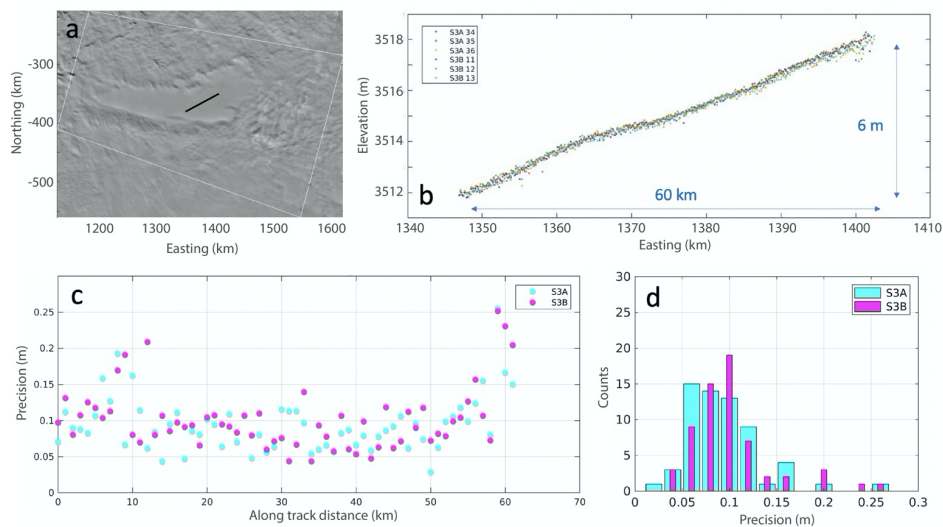 a
-300
-400
-500
Northing (km)
1200 1300 1400 1500 1600
Easting (km)
3518
3516
3514
3512
Elevation (m)
S3A 34
S3A 35
S3A 36
S3B 11
S3B 12
S3B 13
6 m
60 km
b
1340 1350 1360 1370 1380 1390 1400 1410
Easting (km)
c
S3A
S3B
0.25
0.2
0.15
0.1
0.05
0
Precision (m)
0 10 20 30 40 50 60 70
Along track distance (km)
d
S3A
S3B
30
25
20
15
10
5
0
Counts
0 0.05 0.1 0.15 0.2 0.25 0.3
Precision (m)